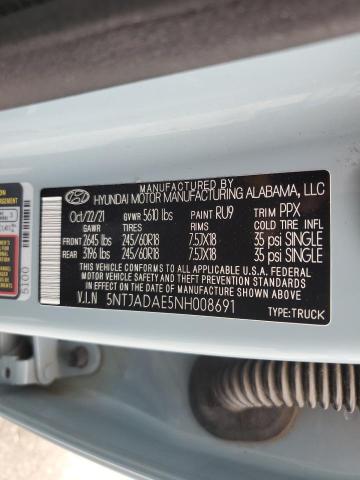 MANUFACTURED BY
HYUNDAI MOTOR MANUFACTURING ALABAMA, LLC
Oct/22/21 GVWR 5610 lbs PAINT RU9 TRIM PPX
GAWR TIRES RIMS COLD TIRE INFL
FRONT 2645 lbs 245/60R18 7.5JX18 35 psi SINGLE
REAR 3196 lbs 245/60R18 7.5JX18 35 psi SINGLE
THIS VEHICLE CONFORMS TO ALL APPLICABLE U.S.A. FEDERAL
MOTOR VEHICLE SAFETY AND THEFT PREVENTION STANDARDS
IN EFFECT ON THE DATE OF MANUFACTURE SHOWN ABOVE.
V.I.N 5NTJADAE5NH008691
TYPE:TRUCK
5100